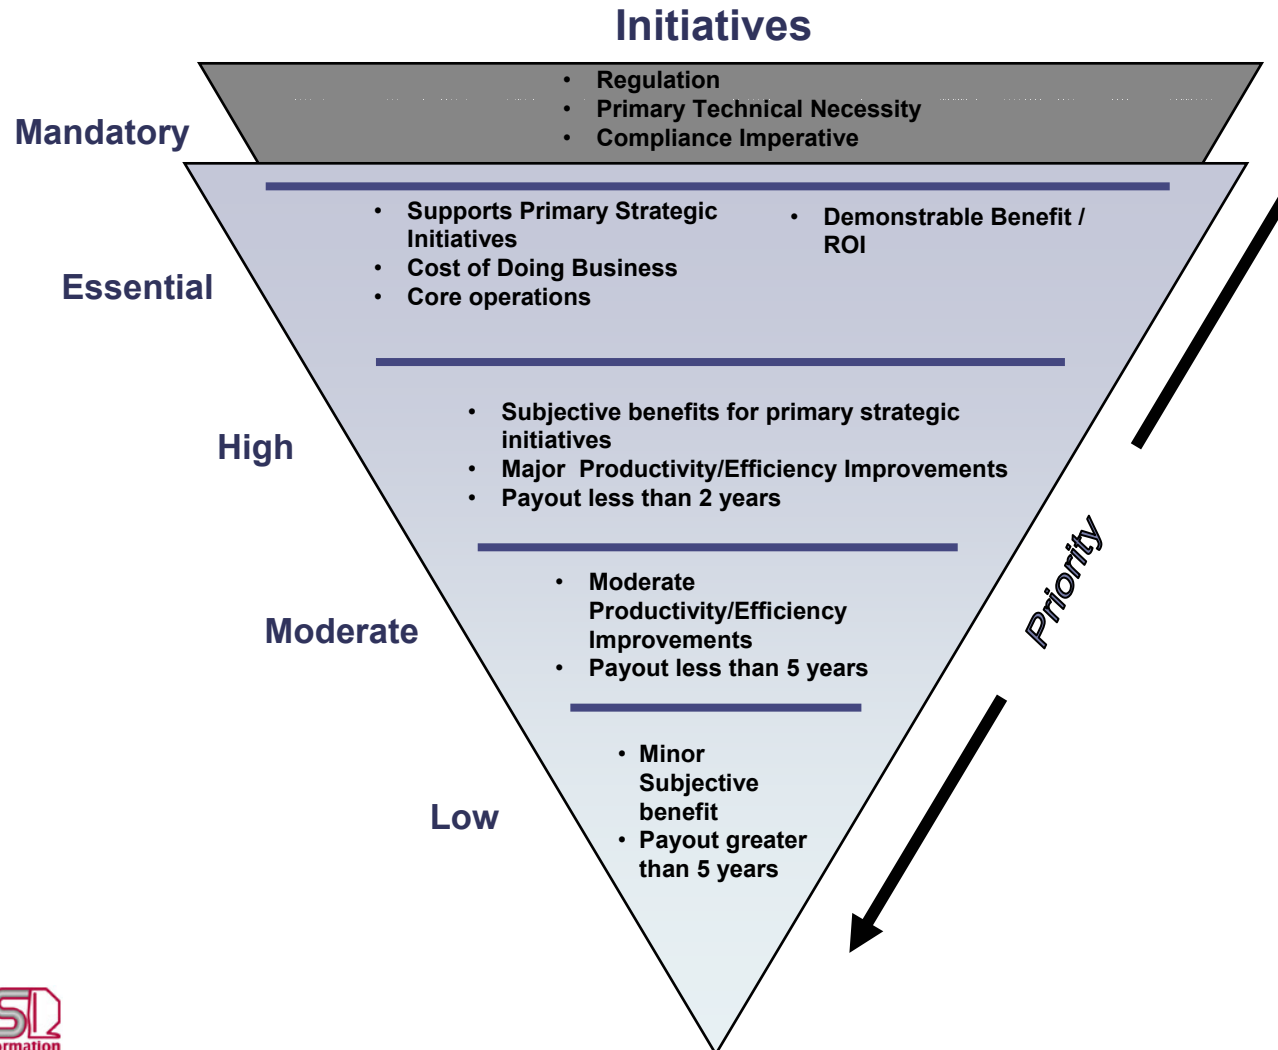 Initiatives
Mandatory
• Regulation
• Primary Technical Necessity
• Compliance Imperative
Essential
• Supports Primary Strategic
Initiatives
• Cost of Doing Business
• Core operations
• Demonstrable Benefit /
ROI
High
• Subjective benefits for primary strategic
initiatives
• Major Productivity/Efficiency Improvements
• Payout less than 2 years
Moderate
• Moderate
Productivity/Efficiency
Improvements
• Payout less than 5 years
Low
• Minor
Subjective
benefit
• Payout greater
than 5 years
Priority